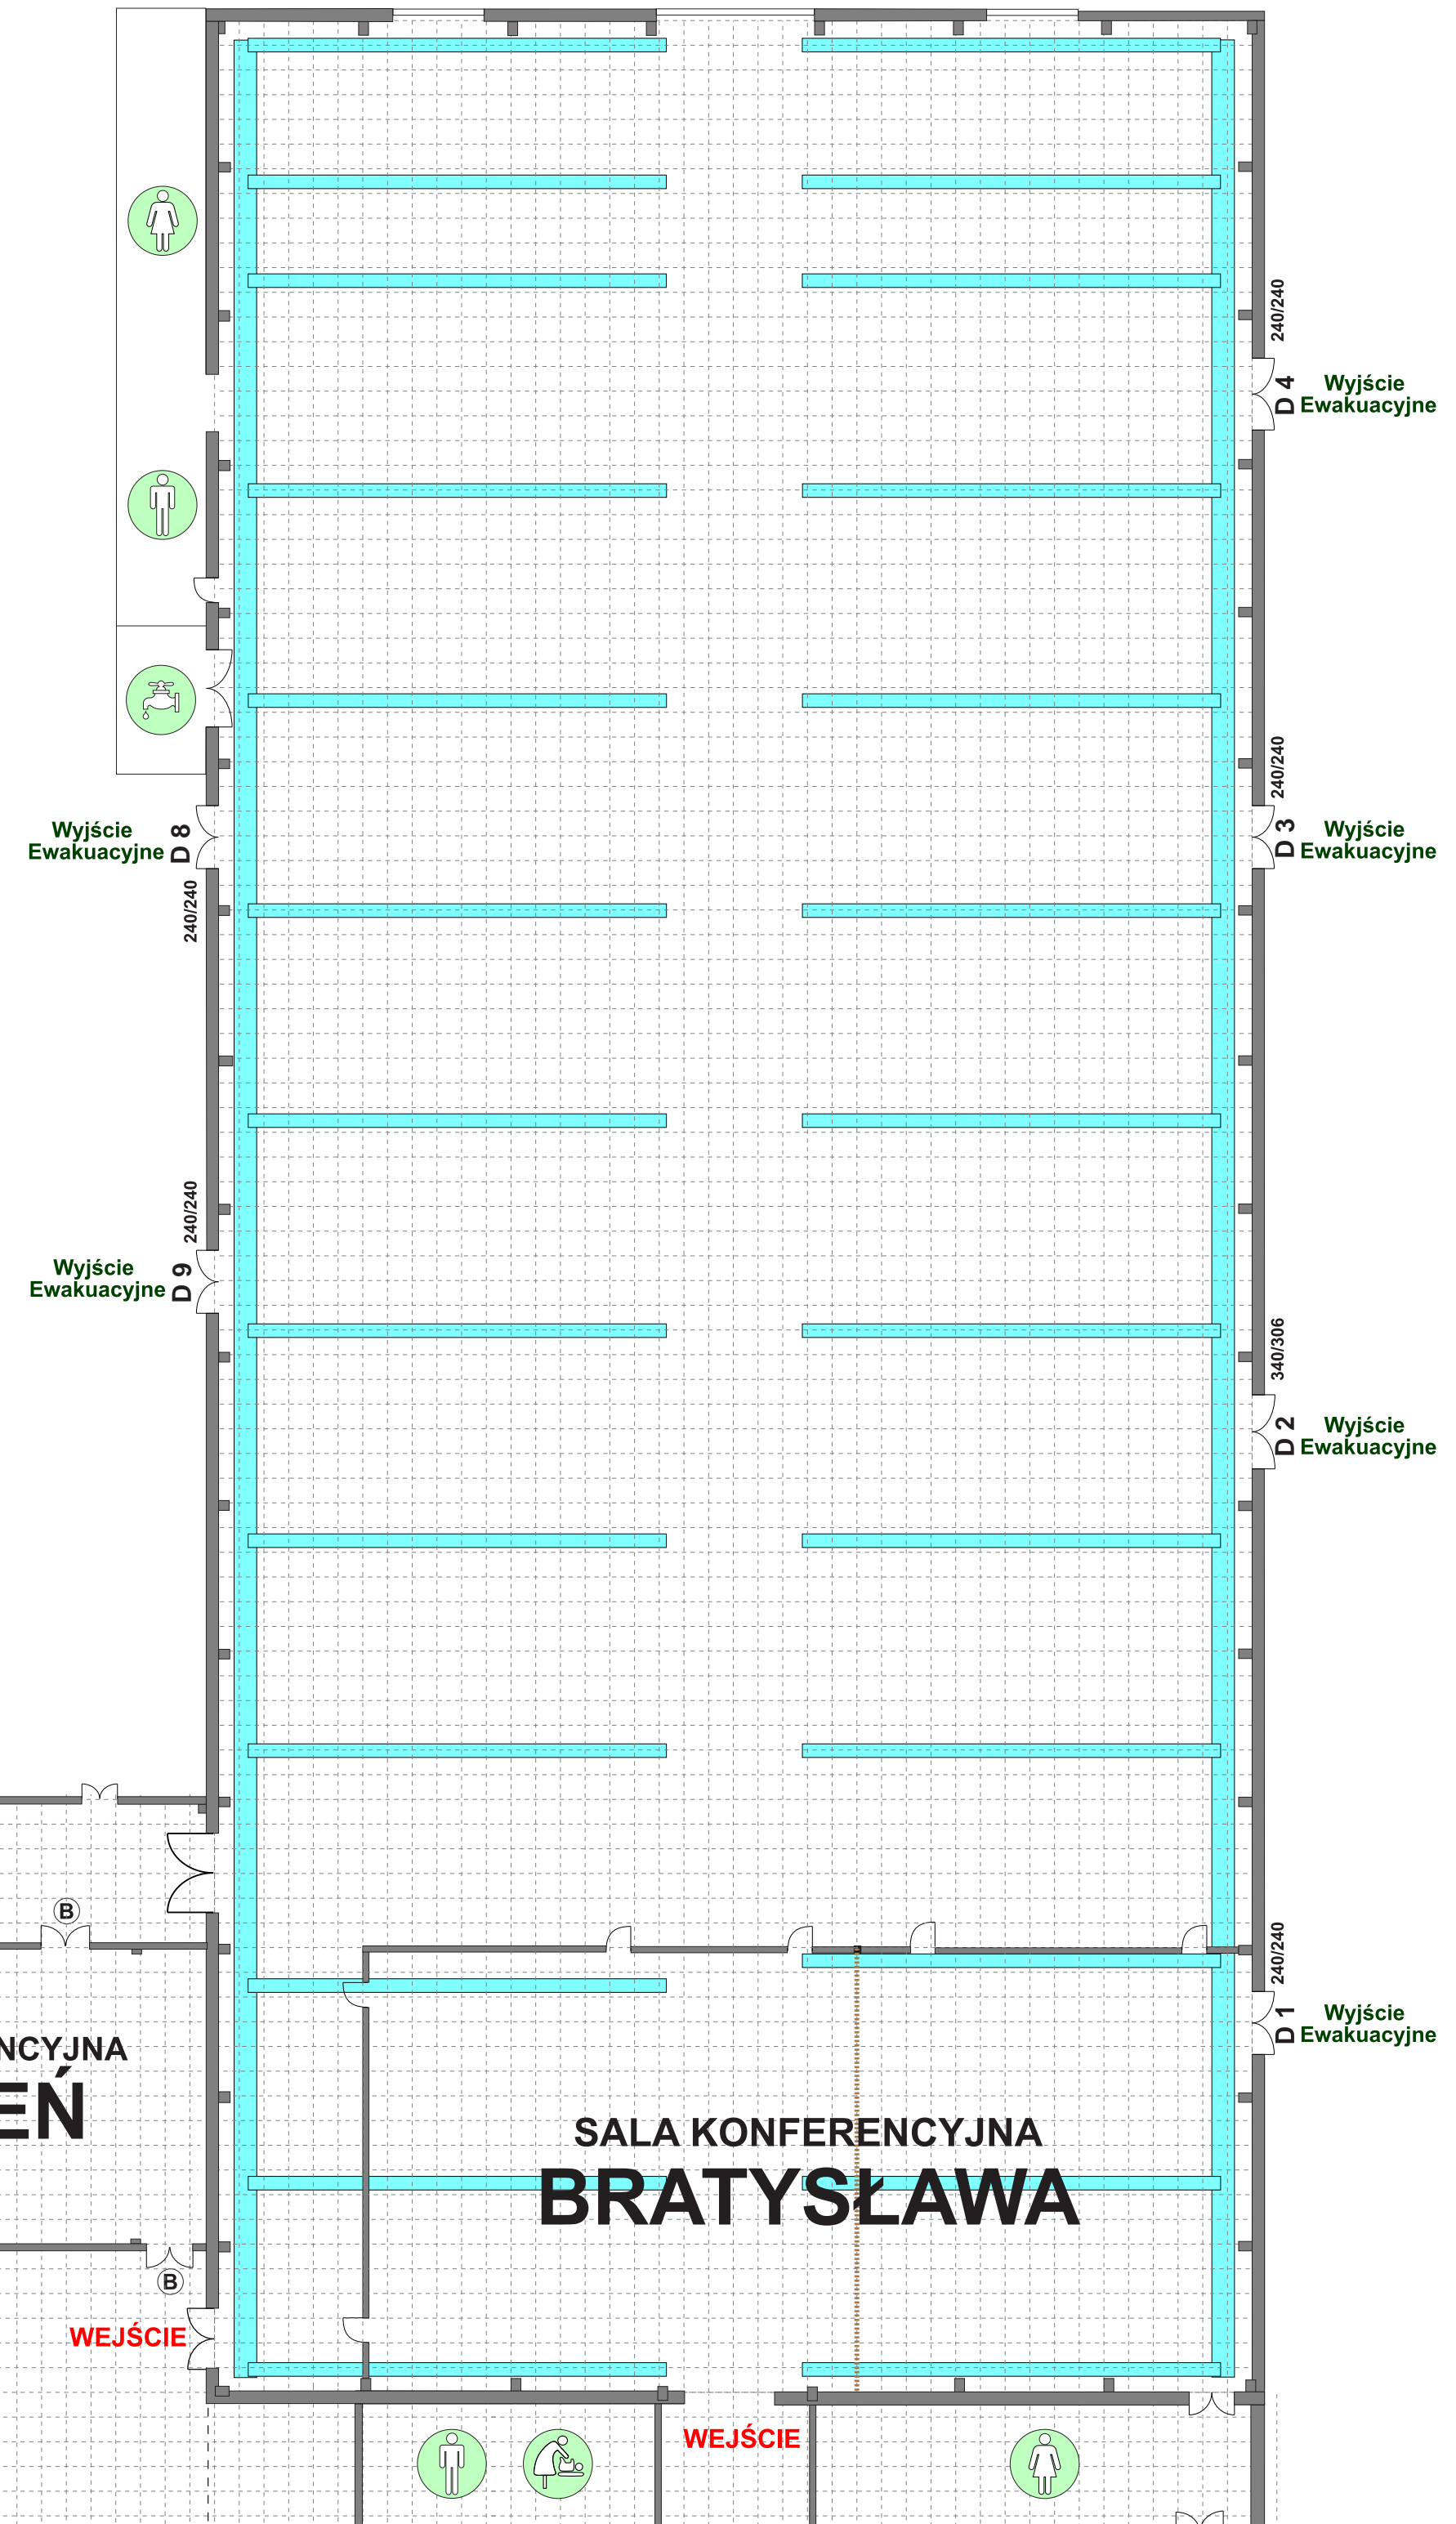 240/240
D 4
Wyjście
Ewakuacyjne
240/240
Wyjście
Ewakuacyjne
D 8
D 3
Wyjście
Ewakuacyjne
240/240
240/240
Wyjście
Ewakuacyjne
D 9
340/306
D 2
Wyjście
Ewakuacyjne
B
240/240
D 1
Wyjście
Ewakuacyjne
NCYJNA
EŃ
SALA KONFERENCYJNA
BRATYSŁAWA
B
WEJŚCIE
WEJŚCIE